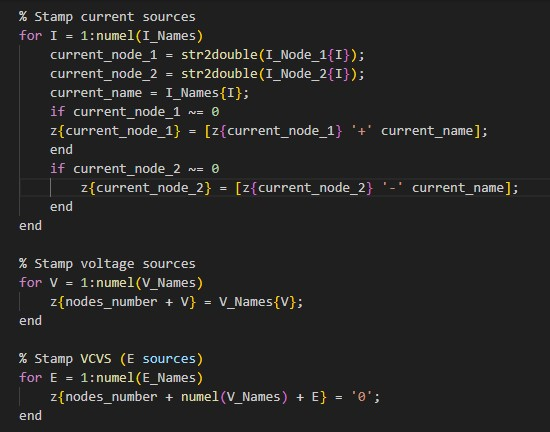 % Stamp current sources
for I = 1:numel(I_Names)
    current_node_1 = str2double(I_Node_1{I});
    current_node_2 = str2double(I_Node_2{I});
    current_name = I_Names{I};
    if current_node_1 ~= 0
    z{current_node_1} = [z{current_node_1} '+' current_name];
    end
    if current_node_2 ~= 0
        z{current_node_2} = [z{current_node_2} '-' current_name];
    end
end

% Stamp voltage sources
for V = 1:numel(V_Names)
    z{nodes_number + V} = V_Names{V};
end

% Stamp VCVS (E sources)
for E = 1:numel(E_Names)
    z{nodes_number + numel(V_Names) + E} = '0';
end